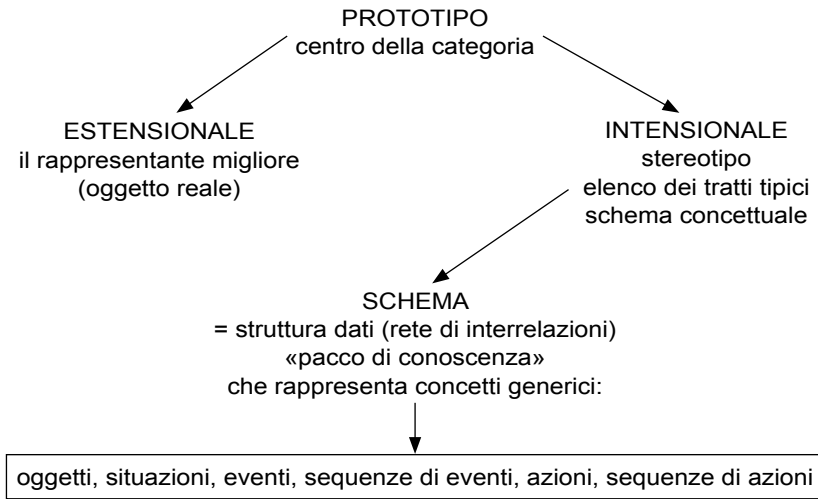 PROTOTIPO
centro della categoria
ESTENSIONALE
il rappresentante migliore
(oggetto reale)
INTENSIONALE
stereotipo
elenco dei tratti tipici
schema concettuale
SCHEMA
= struttura dati (rete di interrelazioni)
«pacco di conoscenza»
che rappresenta concetti generici:
oggetti, situazioni, eventi, sequenze di eventi, azioni, sequenze di azioni